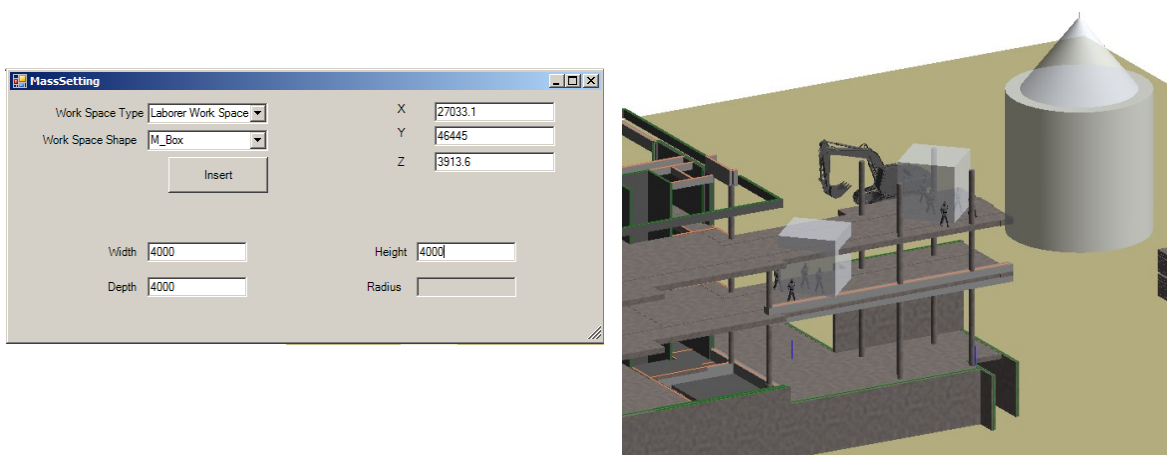 MassSetting
Work Space Type Laborer Work Space X 27033.1
Work Space Shape M_Box Y 46445
Insert Z 3913.6
Width 4000 Height 4000
Depth 4000 Radius